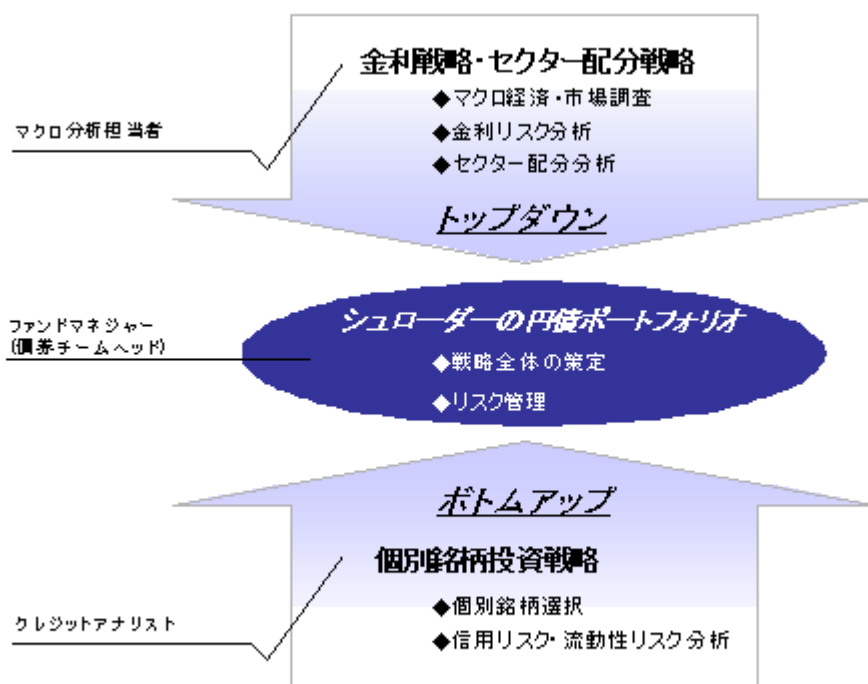 金利戦略・セクター配分戦略
◆マクロ経済・市場調査
◆金利リスク分析
◆セクター配分分析
マクロ分析担当者
トップダウン
シュローダーの円債ポートフォリオ
◆戦略全体の策定
◆リスク管理
ファンドマネジャー
(債券チームヘッド)
ボトムアップ
個別銘柄投資戦略
◆個別銘柄選択
◆信用リスク・流動性リスク分析
クレジットアナリスト